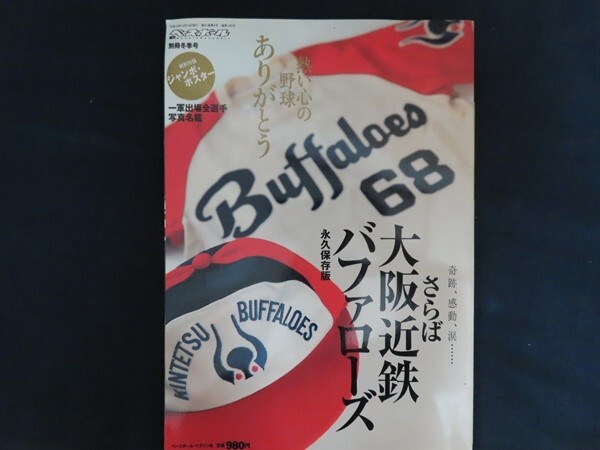 ベースボール
別冊冬季号
特別付録
ジャンボ・
ポスター
一軍出場全選手
写真名鑑
熱い心の
野球
ありがとう
Buffaloes
68
奇跡、感動、涙……
さらば
大阪近鉄
バファローズ
永久保存版
KINTETSU BUFFALOES
ベースボール・マガジン社 定価980円